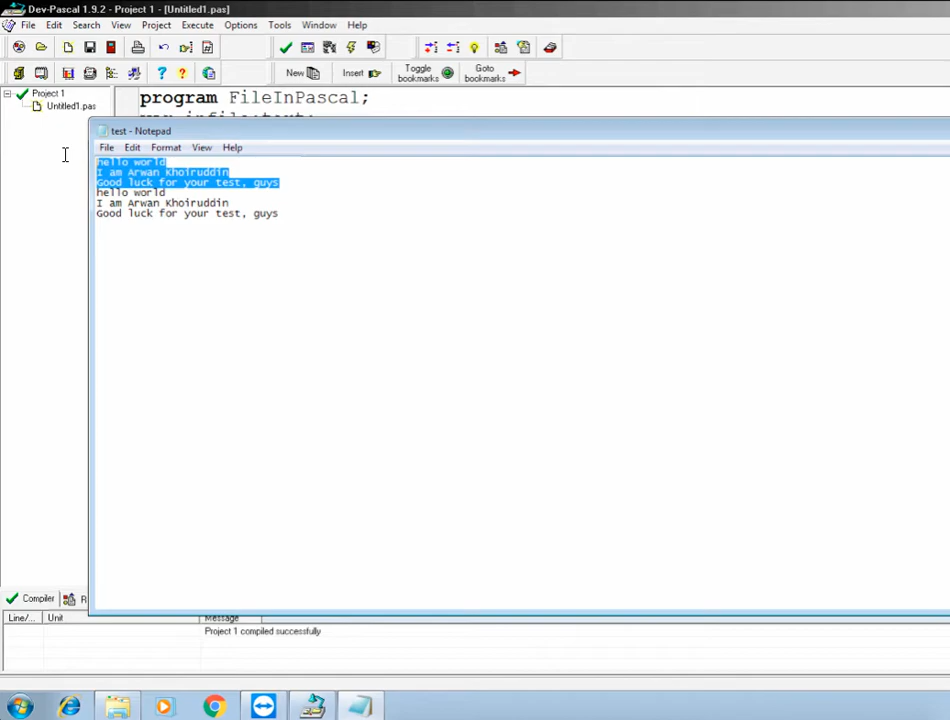 Dev-Pascal 1.9.2 - Project 1 - [Untitled1.pas]
File Edit Search View Project Execute Options Tools Window Help
New Insert Toggle bookmarks Goto bookmarks
Project 1
Untitled1.pas
program FileInPascal;
test - Notepad
File Edit Format View Help
hello world
I am Arwan Khoiruddin
Good luck for your test, guys
hello world
I am Arwan Khoiruddin
Good luck for your test, guys
Compiler R
Line/... Unit Message
Project 1 compiled successfully